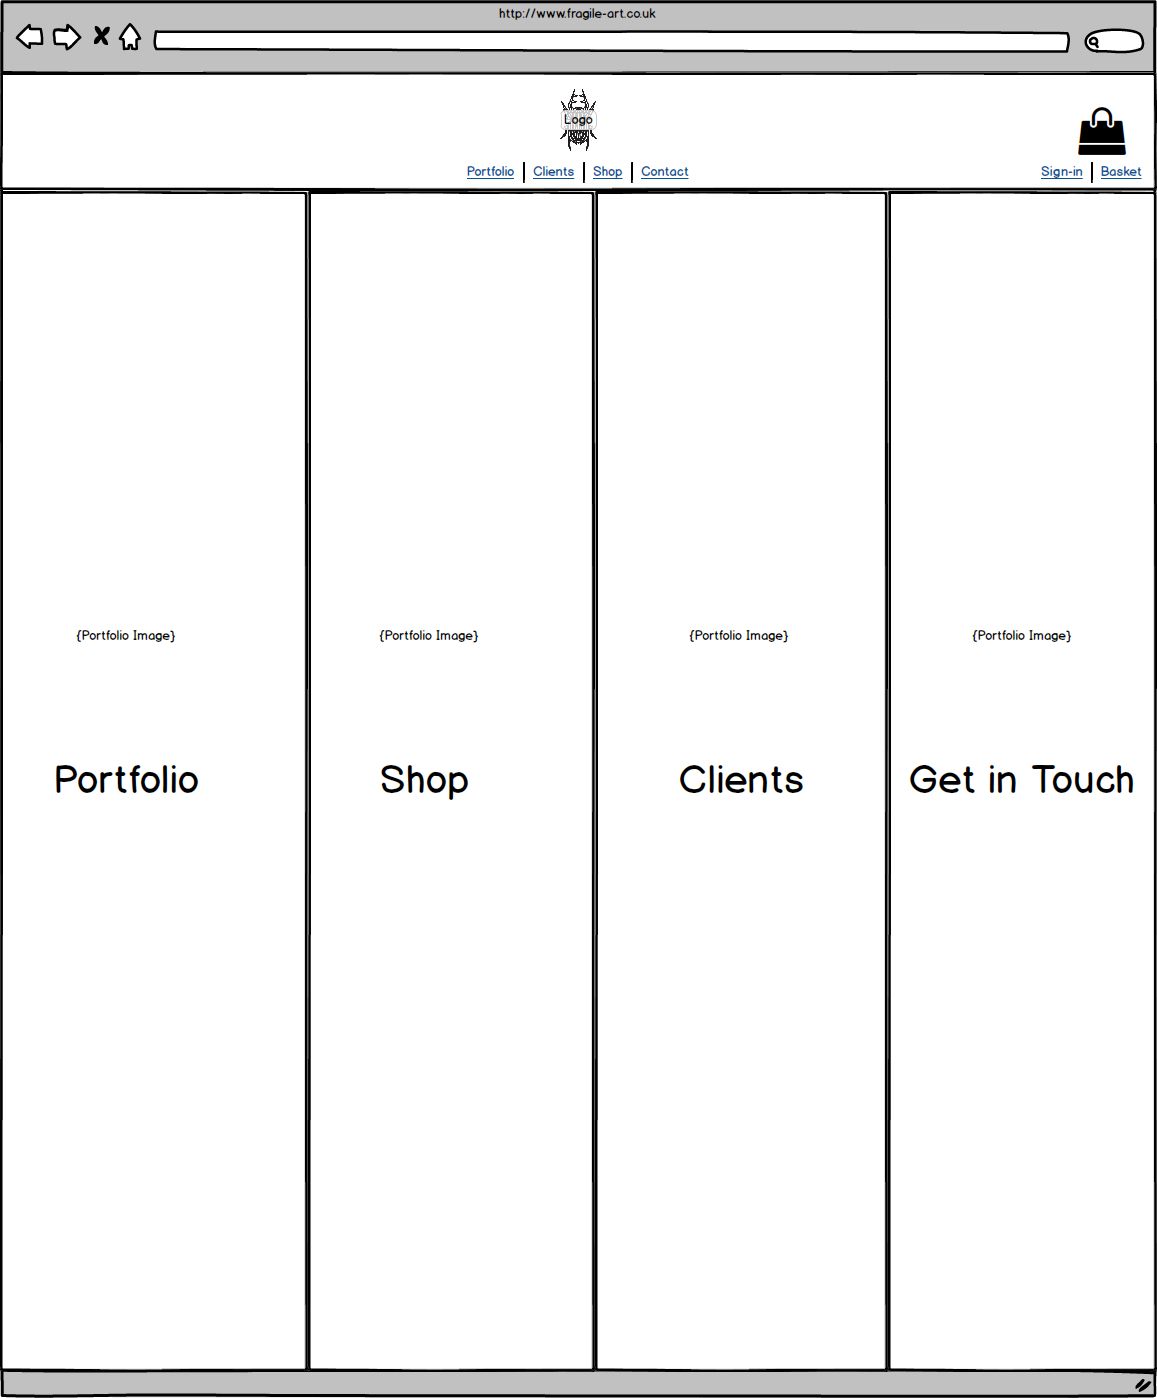 http://www.fragile-art.co.uk
Logo
Portfolio Clients Shop Contact Sign-in Basket
{Portfolio Image} {Portfolio Image} {Portfolio Image} {Portfolio Image}
Portfolio Shop Clients Get in Touch